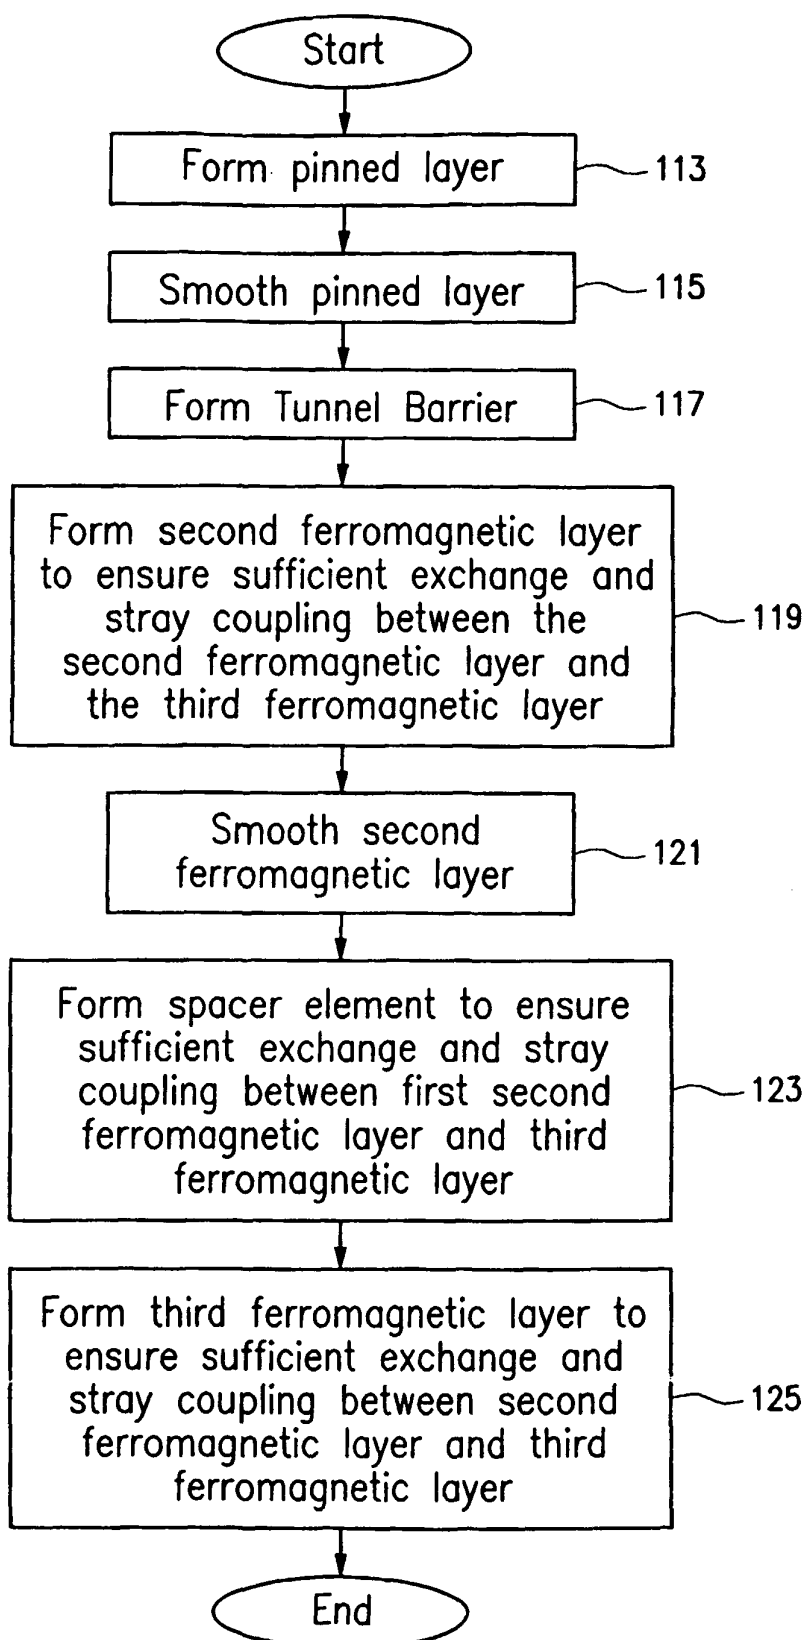 Start
Form pinned layer
113
Smooth pinned layer
115
Form Tunnel Barrier
117
Form second ferromagnetic layer
to ensure sufficient exchange and
stray coupling between the
second ferromagnetic layer and
the third ferromagnetic layer
119
Smooth second
ferromagnetic layer
121
Form spacer element to ensure
sufficient exchange and stray
coupling between first second
ferromagnetic layer and third
ferromagnetic layer
123
Form third ferromagnetic layer to
ensure sufficient exchange and
stray coupling between second
ferromagnetic layer and third
ferromagnetic layer
125
End